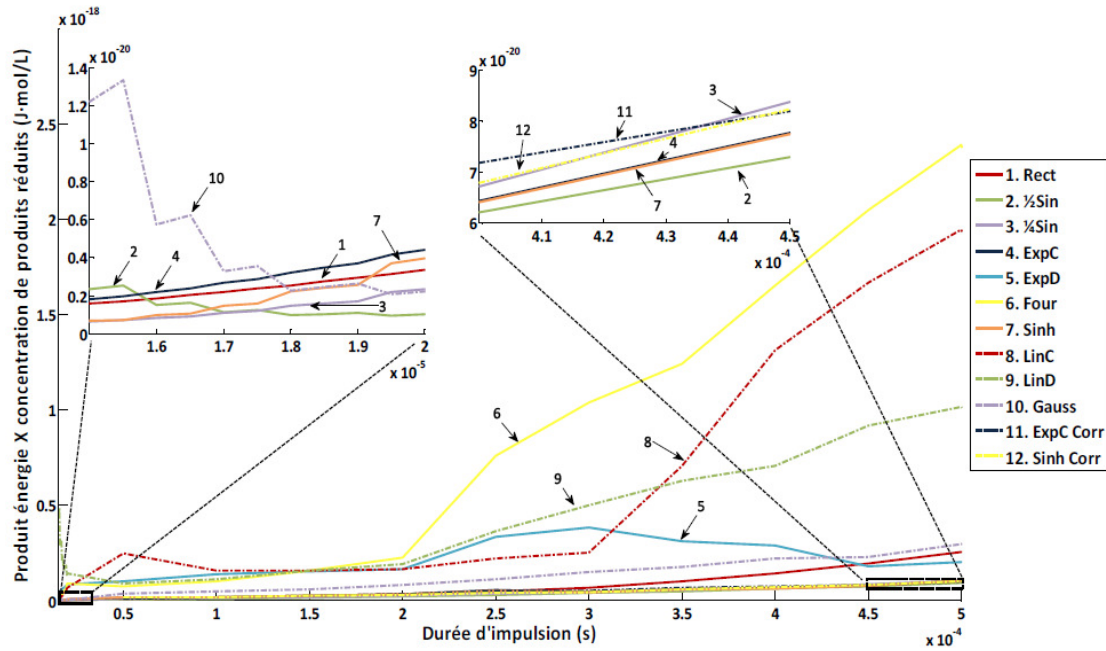 x 10⁻¹⁸
Produit énergie X concentration de produits réduits (J·mol/L)
2.5
2
1.5
1
0.5
0
0.5
1
1.5
2
2.5
3
3.5
4
4.5
5
x 10⁻⁴
Durée d'impulsion (s)
x 10⁻²⁰
1.4
1.2
1
0.8
0.6
0.4
0.2
0
1.6
1.7
1.8
1.9
2
x 10⁻⁵
10
2
4
1
7
3
x 10⁻²⁰
9
8
7
6
4.1
4.2
4.3
4.4
4.5
x 10⁻⁴
12
11
3
4
7
2
6
8
9
5
1. Rect
2. ½Sin
3. ¼Sin
4. ExpC
5. ExpD
6. Four
7. Sinh
8. LinC
9. LinD
10. Gauss
11. ExpC Corr
12. Sinh Corr